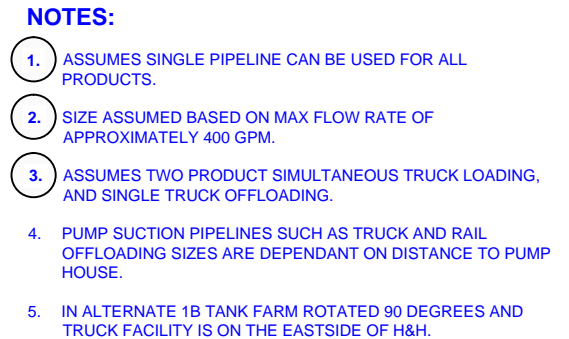 NOTES:
1. ASSUMES SINGLE PIPELINE CAN BE USED FOR ALL
PRODUCTS.
2. SIZE ASSUMED BASED ON MAX FLOW RATE OF
APPROXIMATELY 400 GPM.
3. ASSUMES TWO PRODUCT SIMULTANEOUS TRUCK LOADING,
AND SINGLE TRUCK OFFLOADING.
4. PUMP SUCTION PIPELINES SUCH AS TRUCK AND RAIL
OFFLOADING SIZES ARE DEPENDANT ON DISTANCE TO PUMP
HOUSE.
5. IN ALTERNATE 1B TANK FARM ROTATED 90 DEGREES AND
TRUCK FACILITY IS ON THE EASTSIDE OF H&H.